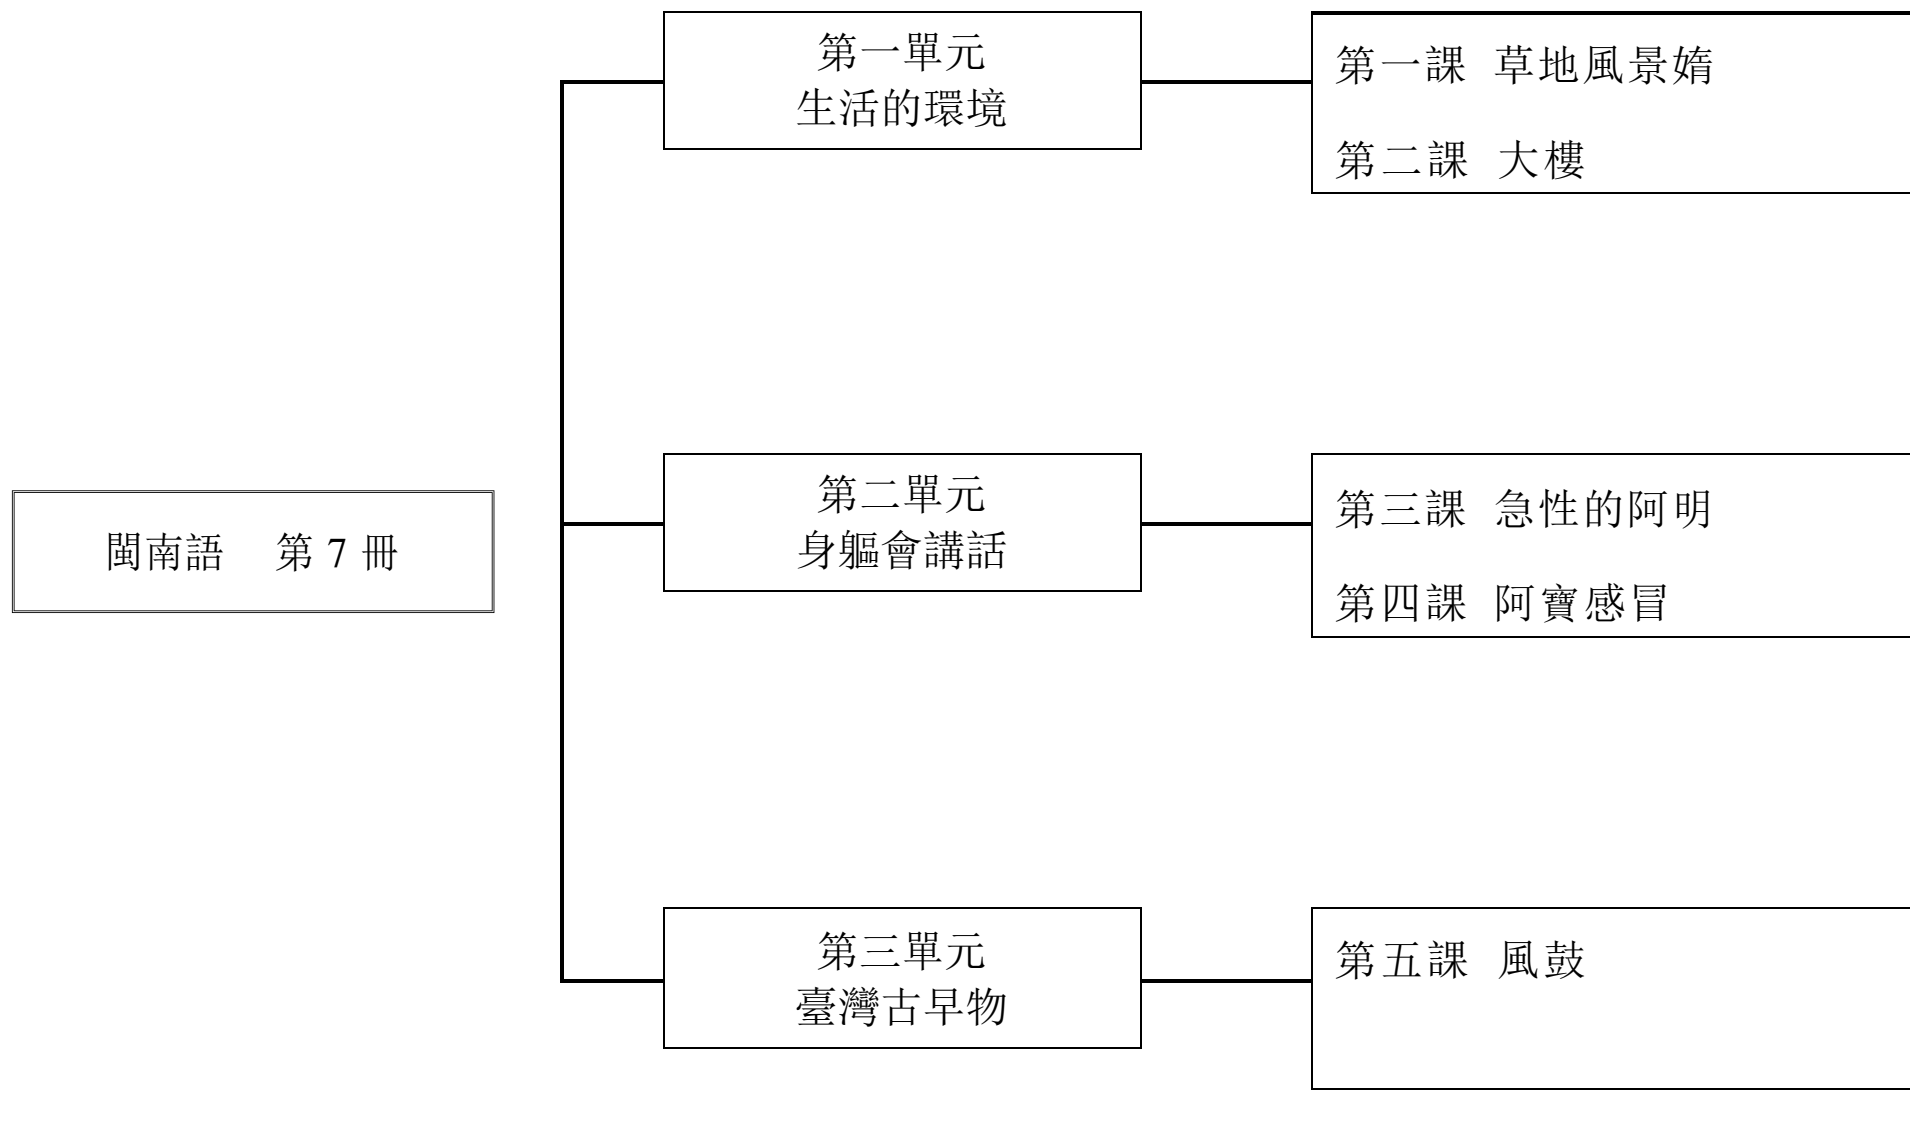 閩南語 第 7 冊
第一單元
生活的環境
第一課 草地風景媠
第二課 大樓
第二單元
身軀會講話
第三課 急性的阿明
第四課 阿寶感冒
第三單元
臺灣古早物
第五課 風鼓